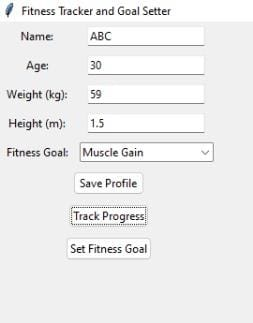 Fitness Tracker and Goal Setter
Name: ABC
Age: 30
Weight (kg): 59
Height (m): 1.5
Fitness Goal: Muscle Gain
Save Profile
Track Progress
Set Fitness Goal